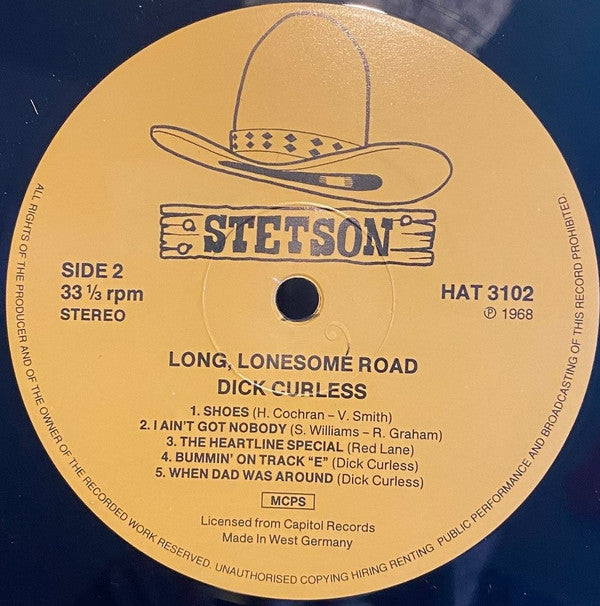 STETSON
SIDE 2
33 ⅓ rpm
STEREO
HAT 3102
℗ 1968
LONG, LONESOME ROAD
DICK CURLESS
1. SHOES (H. Cochran – V. Smith)
2. I AIN'T GOT NOBODY (S. Williams – R. Graham)
3. THE HEARTLINE SPECIAL (Red Lane)
4. BUMMIN' ON TRACK "E" (Dick Curless)
5. WHEN DAD WAS AROUND (Dick Curless)
MCPS
Licensed from Capitol Records
Made In West Germany
ALL RIGHTS OF THE PRODUCER AND OF THE OWNER OF THE RECORDED WORK RESERVED. UNAUTHORISED COPYING HIRING RENTING PUBLIC PERFORMANCE AND BROADCASTING OF THIS RECORD PROHIBITED.